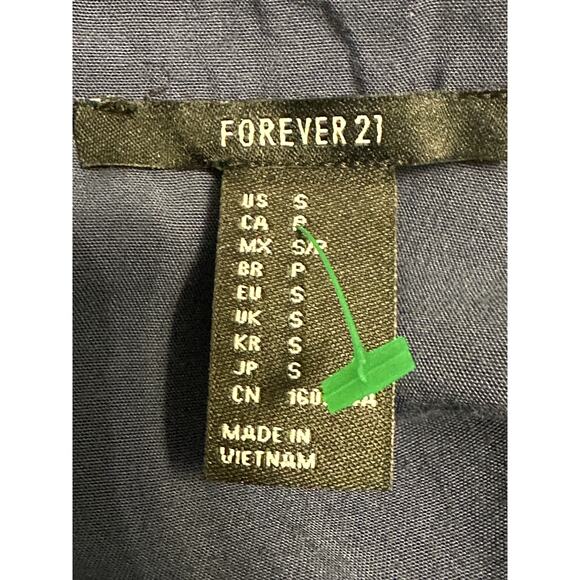 FOREVER 21
US S
CA P
MX S/P
BR P
EU S
UK S
KR S
JP S
CN
MADE IN
VIETNAM